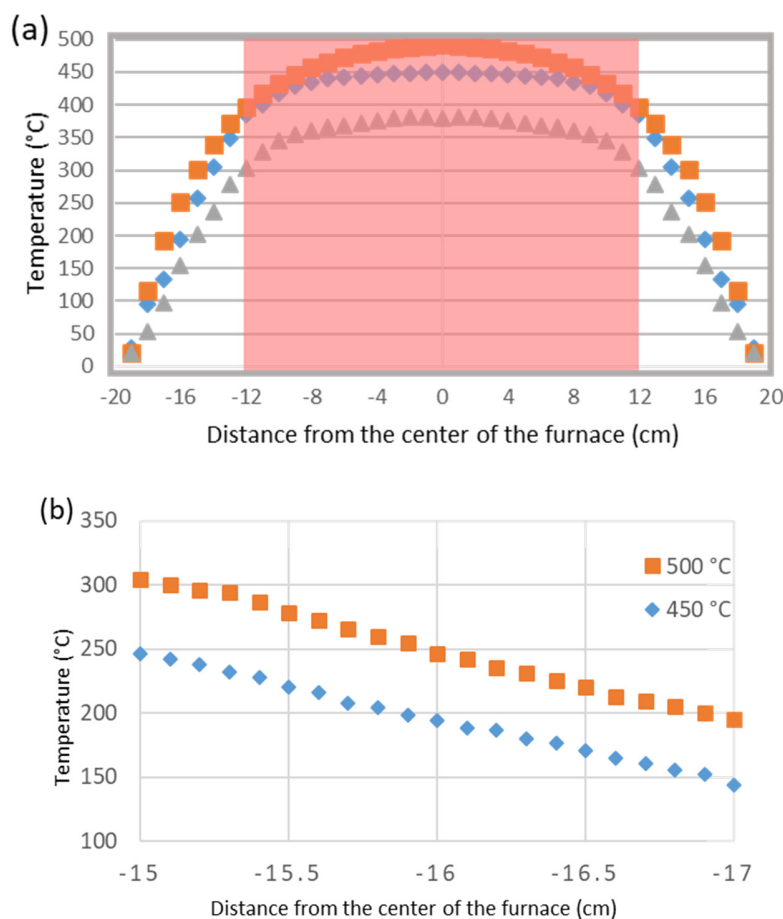 (a)
500
450
400
350
300
250
200
150
100
50
0
Temperature (°C)
-20 -16 -12 -8 -4 0 4 8 12 16 20
Distance from the center of the furnace (cm)
(b)
350
300
250
200
150
100
Temperature (°C)
500 °C
450 °C
-15 -15.5 -16 -16.5 -17
Distance from the center of the furnace (cm)